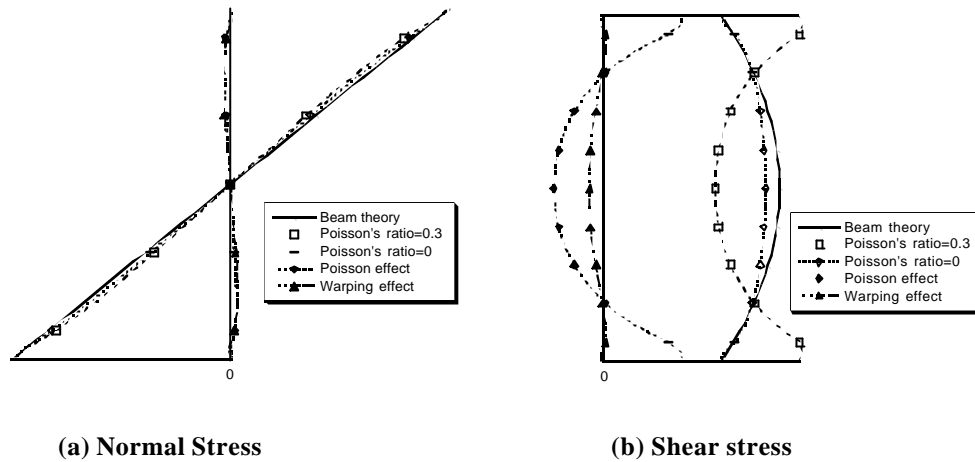 Beam theory
Poisson's ratio=0.3
Poisson's ratio=0
Poisson effect
Warping effect
0
(a) Normal Stress
Beam theory
Poisson's ratio=0.3
Poisson's ratio=0
Poisson effect
Warping effect
0
(b) Shear stress